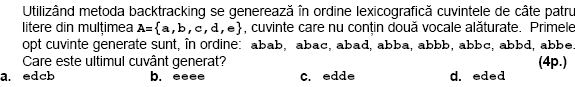 Utilizând metoda backtracking se generează în ordine lexicografică cuvintele de câte patru
litere din mulţimea A={a,b,c,d,e}, cuvinte care nu conţin două vocale alăturate. Primele
opt cuvinte generate sunt, în ordine: abab, abac, abad, abba, abbb, abbc, abbd, abbe.
Care este ultimul cuvânt generat? (4p.)
a. edcb b. eeee c. edde d. eded